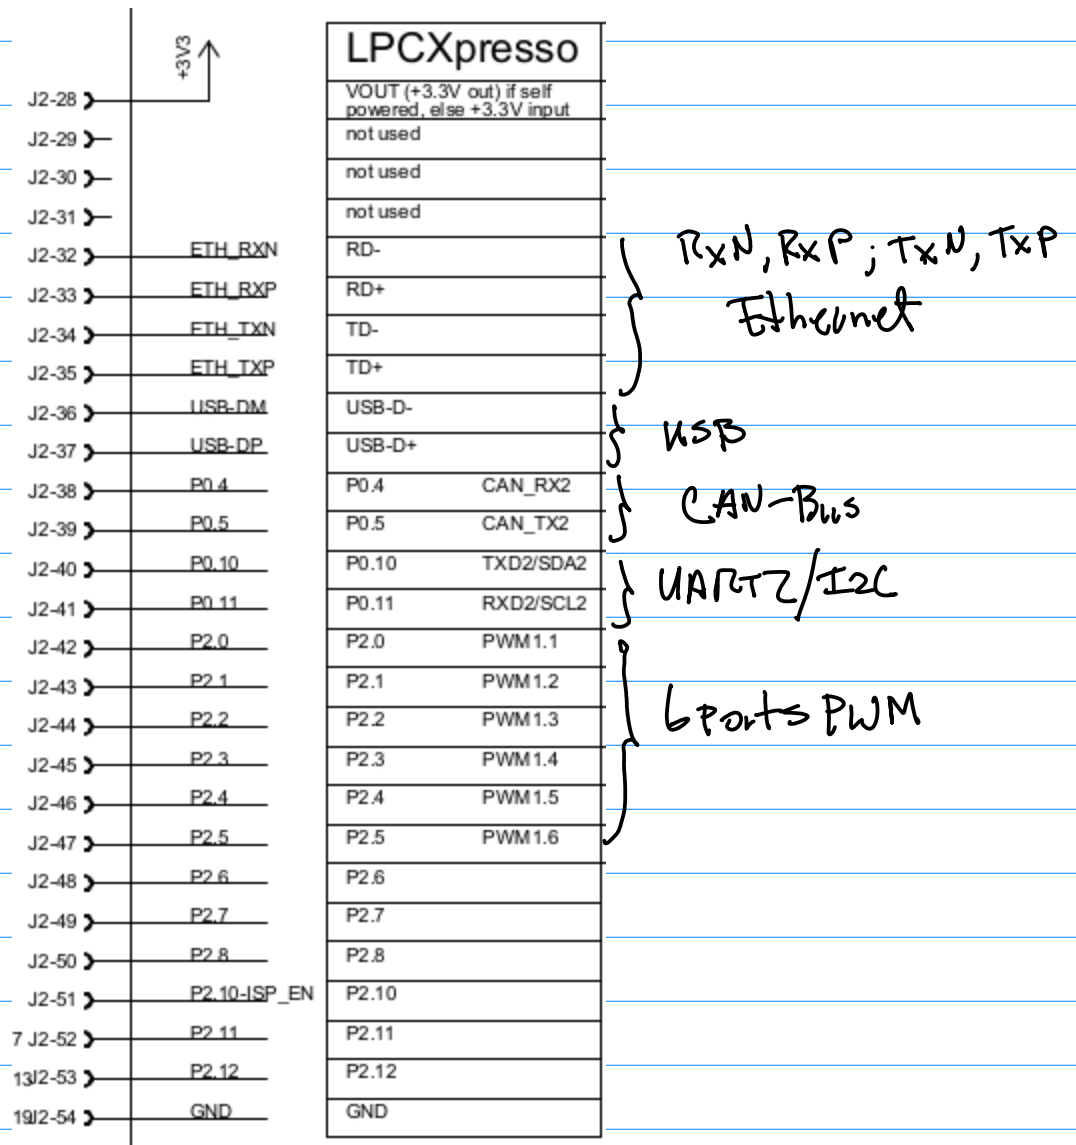 +3V3
LPCXpresso
J2-28 VOUT (+3.3V out) if self
powered, else +3.3V input
J2-29 not used
J2-30 not used
J2-31 not used
J2-32 ETH_RXN RD-
RxN, RxP ; TxN, TxP
J2-33 ETH_RXP RD+
Ethernet
J2-34 ETH_TXN TD-
J2-35 ETH_TXP TD+
J2-36 USB-DM USB-D-
USB
J2-37 USB-DP USB-D+
J2-38 P0.4 P0.4 CAN_RX2
CAN-Bus
J2-39 P0.5 P0.5 CAN_TX2
J2-40 P0.10 P0.10 TXD2/SDA2
UART2/I2C
J2-41 P0.11 P0.11 RXD2/SCL2
J2-42 P2.0 P2.0 PWM1.1
J2-43 P2.1 P2.1 PWM1.2
J2-44 P2.2 P2.2 PWM1.3
6 Ports PWM
J2-45 P2.3 P2.3 PWM1.4
J2-46 P2.4 P2.4 PWM1.5
J2-47 P2.5 P2.5 PWM1.6
J2-48 P2.6 P2.6
J2-49 P2.7 P2.7
J2-50 P2.8 P2.8
J2-51 P2.10-ISP_EN P2.10
7 J2-52 P2.11 P2.11
13 J2-53 P2.12 P2.12
19 J2-54 GND GND